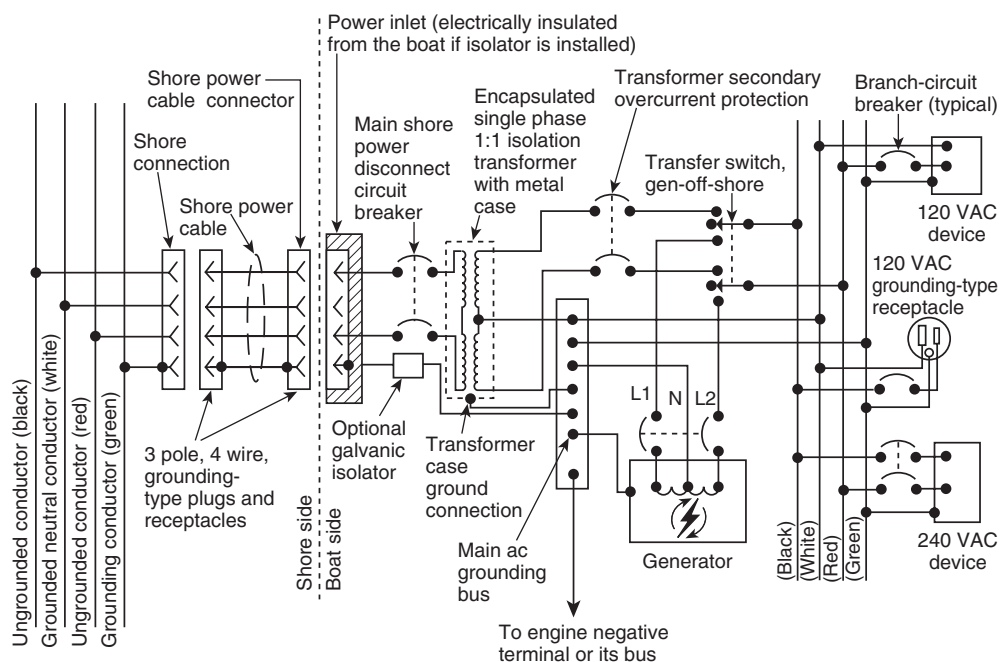 Power inlet (electrically insulated
from the boat if isolator is installed)
Shore power
cable connector
Shore
connection
Shore power
cable
Main shore
power
disconnect
circuit
breaker
Encapsulated
single phase
1:1 isolation
transformer
with metal
case
Transformer secondary
overcurrent protection
Transfer switch,
gen-off-shore
Branch-circuit
breaker (typical)
120 VAC
device
120 VAC
grounding-type
receptacle
240 VAC
device
L1
N
L2
Generator
Optional
galvanic
isolator
Transformer
case
ground
connection
Main ac
grounding
bus
To engine negative
terminal or its bus
3 pole, 4 wire,
grounding-
type plugs and
receptacles
Shore side
Boat side
Ungrounded conductor (black)
Grounded neutral conductor (white)
Ungrounded conductor (red)
Grounding conductor (green)
(Black)
(White)
(Red)
(Green)